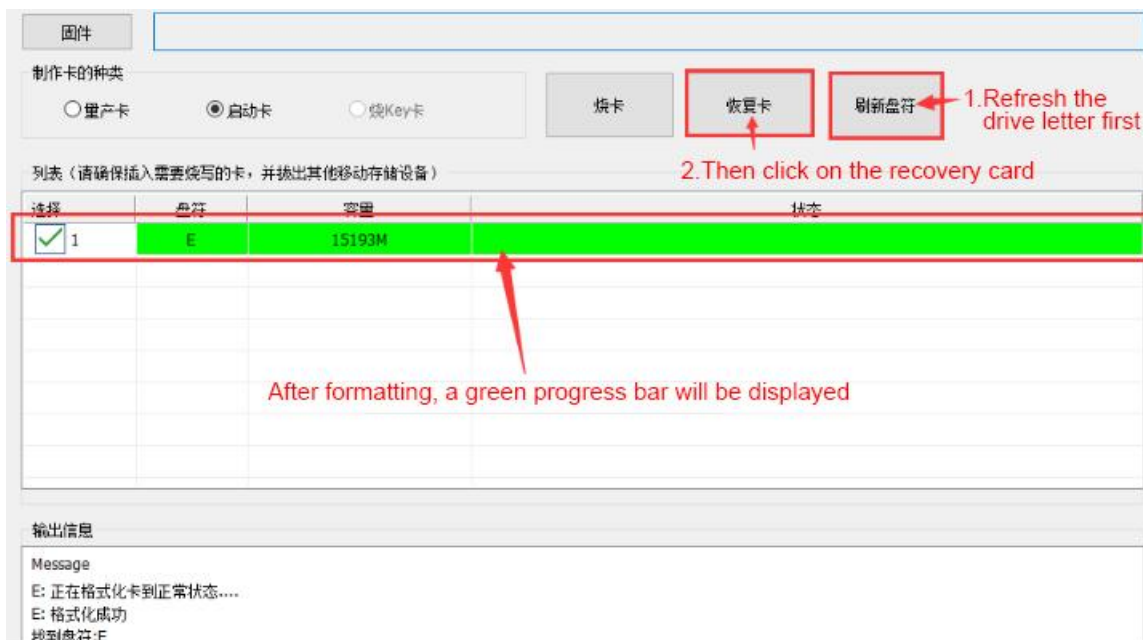 固件
制作卡的种类
量产卡 启动卡 烧Key卡
烧卡 恢复卡 刷新盘符
1.Refresh the
drive letter first
2.Then click on the recovery card
列表（请确保插入需要烧写的卡，并拔出其他移动存储设备）
选择 盘符 容量 状态
1 E 15193M
After formatting, a green progress bar will be displayed
输出信息
Message
E: 正在格式化卡到正常状态....
E: 格式化成功
找到盘符:E